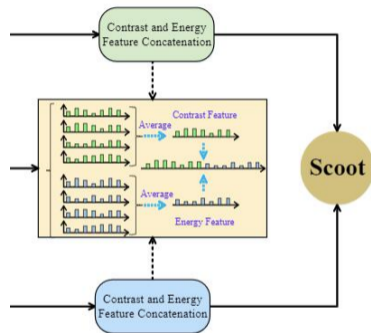 Contrast and Energy
Feature Concatenation
Average
Contrast Feature
Scoot
Average
Energy Feature
Contrast and Energy
Feature Concatenation